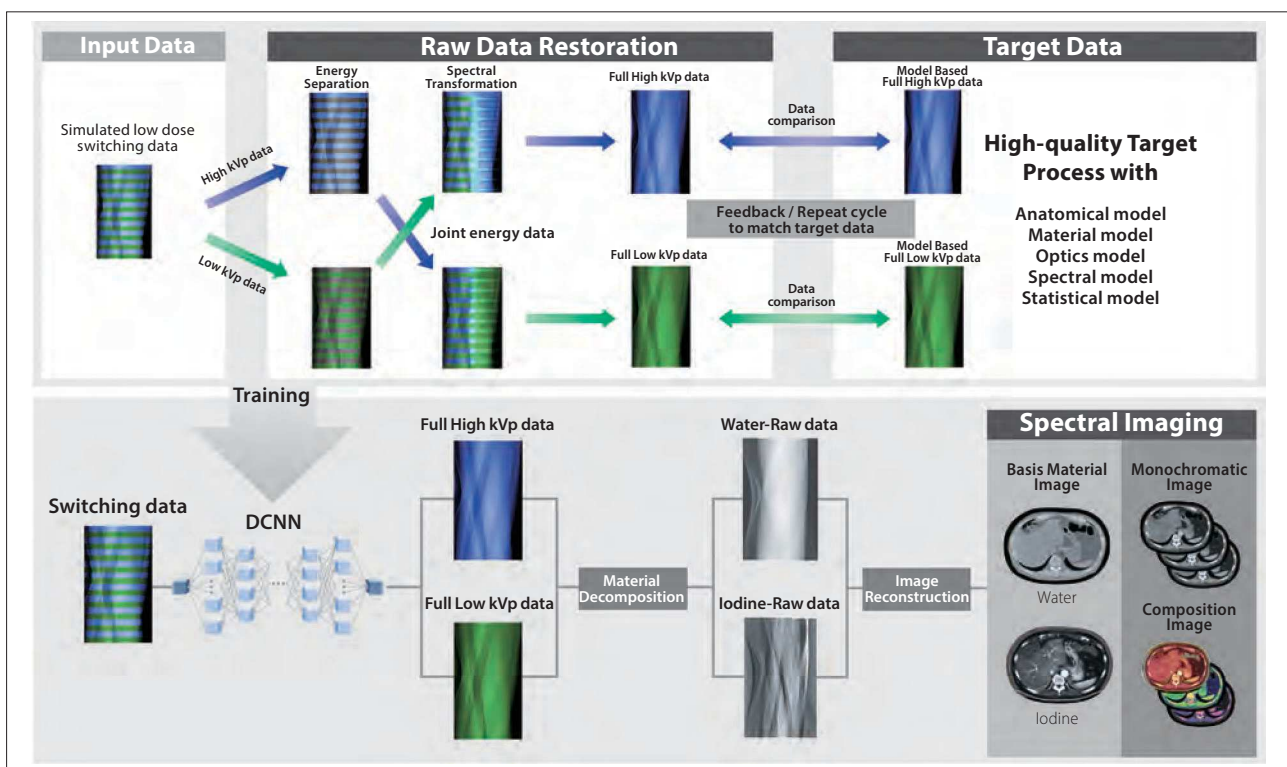 Input Data
Raw Data Restoration
Target Data
Simulated low dose
switching data
High kVp data
Low kVp data
Energy
Separation
Spectral
Transformation
Joint energy data
Full High kVp data
Full Low kVp data
Data
comparison
Feedback / Repeat cycle
to match target data
Data
comparison
Model Based
Full High kVp data
Model Based
Full Low kVp data
High-quality Target
Process with
Anatomical model
Material model
Optics model
Spectral model
Statistical model
Training
Switching data
DCNN
Full High kVp data
Full Low kVp data
Material
Decomposition
Water-Raw data
Iodine-Raw data
Image
Reconstruction
Spectral Imaging
Basis Material
Image
Water
Iodine
Monochromatic
Image
Composition
Image